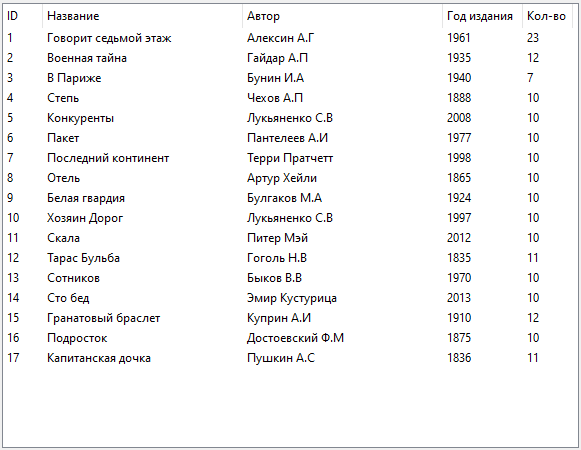 ID Название Автор Год издания Кол-во
1 Говорит седьмой этаж Алексин А.Г 1961 23
2 Военная тайна Гайдар А.П 1935 12
3 В Париже Бунин И.А 1940 7
4 Степь Чехов А.П 1888 10
5 Конкуренты Лукьяненко С.В 2008 10
6 Пакет Пантелеев А.И 1977 10
7 Последний континент Терри Пратчетт 1998 10
8 Отель Артур Хейли 1865 10
9 Белая гвардия Булгаков М.А 1924 10
10 Хозяин Дорог Лукьяненко С.В 1997 10
11 Скала Питер Мэй 2012 10
12 Тарас Бульба Гоголь Н.В 1835 11
13 Сотников Быков В.В 1970 10
14 Сто бед Эмир Кустурица 2013 10
15 Гранатовый браслет Куприн А.И 1910 12
16 Подросток Достоевский Ф.М 1875 10
17 Капитанская дочка Пушкин А.С 1836 11